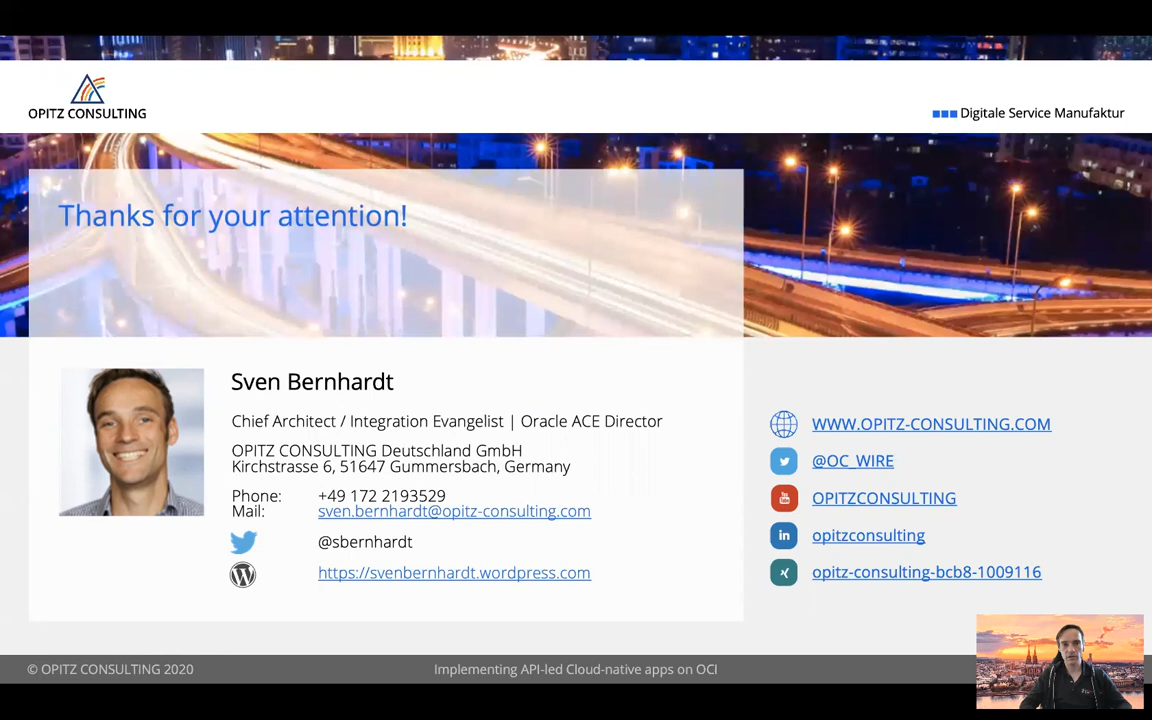 OPITZ CONSULTING
Digitale Service Manufaktur
Thanks for your attention!
Sven Bernhardt
Chief Architect / Integration Evangelist | Oracle ACE Director
OPITZ CONSULTING Deutschland GmbH
Kirchstrasse 6, 51647 Gummersbach, Germany
Phone: +49 172 2193529
Mail: sven.bernhardt@opitz-consulting.com
@sbernhardt
https://svenbernhardt.wordpress.com
WWW.OPITZ-CONSULTING.COM
@OC_WIRE
OPITZCONSULTING
opitzconsulting
opitz-consulting-bcb8-1009116
© OPITZ CONSULTING 2020
Implementing API-led Cloud-native apps on OCI